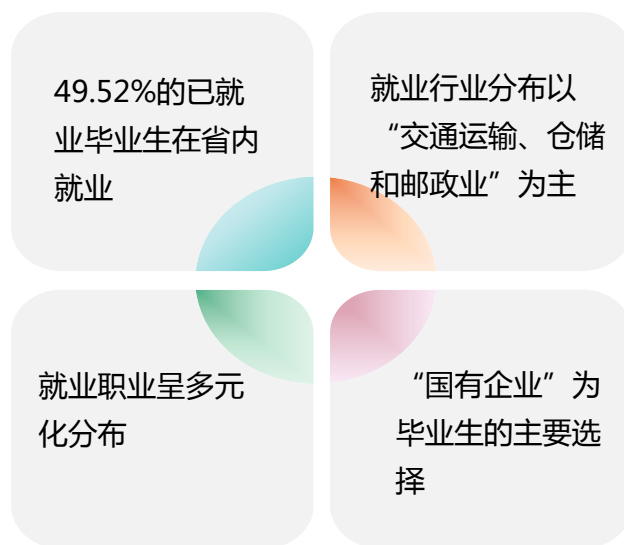 49.52%的已就
业毕业生在省内
就业
就业行业分布以
“交通运输、仓储
和邮政业”为主
就业职业呈多元
化分布
“国有企业”为
毕业生的主要选
择